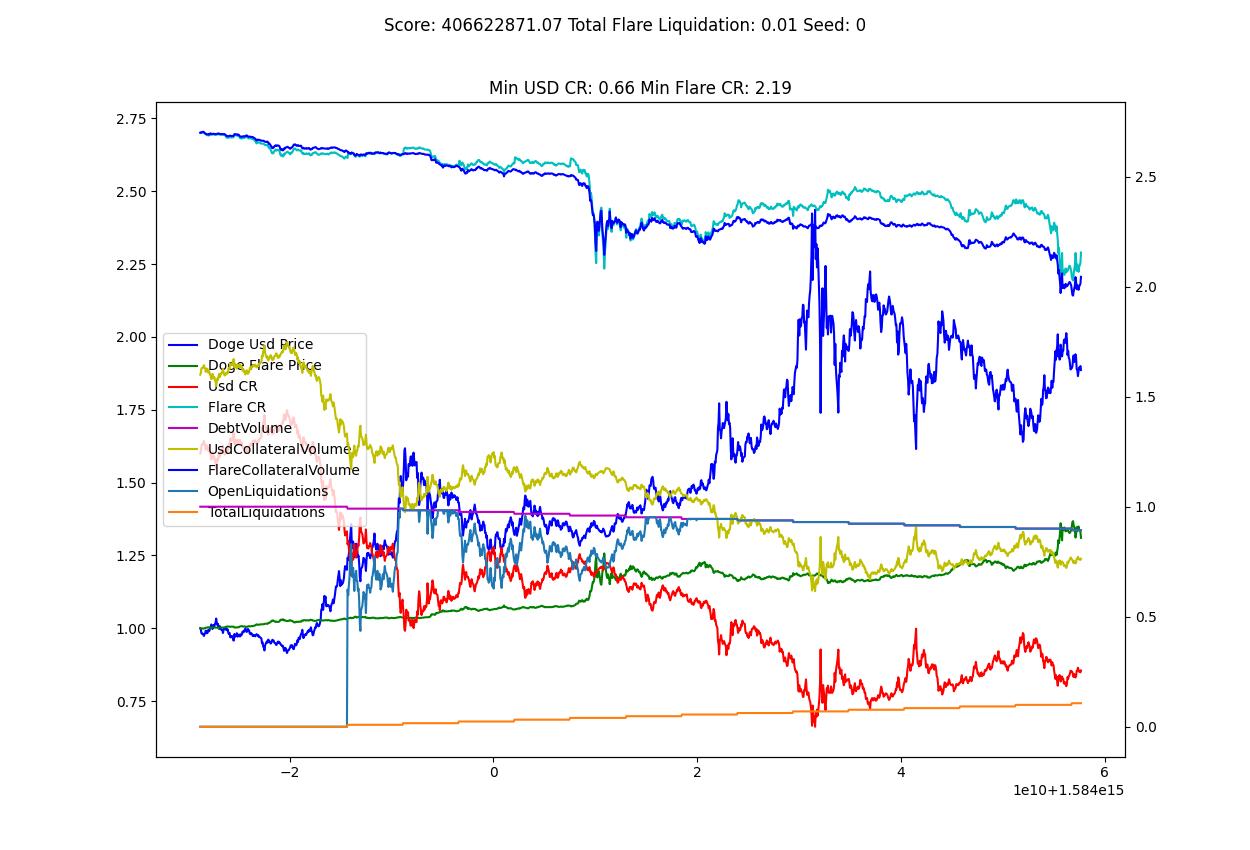 Score: 406622871.07 Total Flare Liquidation: 0.01 Seed: 0
Min USD CR: 0.66 Min Flare CR: 2.19
2.75
2.50
2.25
2.00
1.75
1.50
1.25
1.00
0.75
Doge Usd Price
Doge Flare Price
Usd CR
Flare CR
DebtVolume
UsdCollateralVolume
FlareCollateralVolume
OpenLiquidations
TotalLiquidations
2.5
2.0
1.5
1.0
0.5
0.0
−2
0
2
4
6
1e10+1.584e15